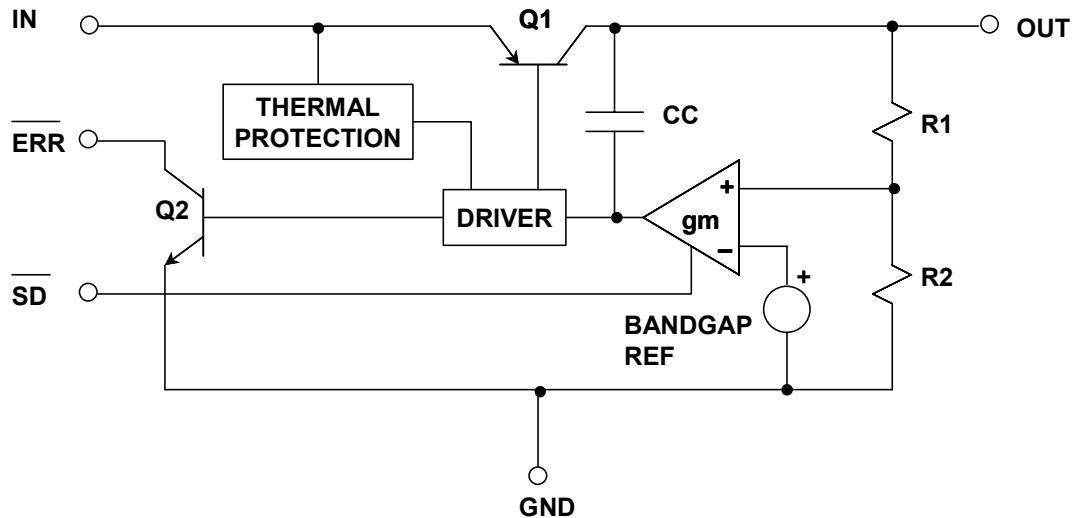 IN
Q1
OUT
THERMAL
PROTECTION
CC
R1
ERR
Q2
DRIVER
+
gm
−
SD
+
R2
BANDGAP
REF
GND